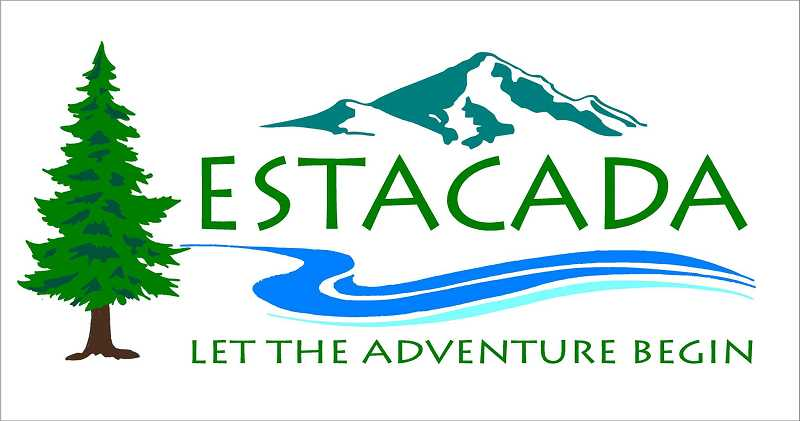 ESTACADA
LET THE ADVENTURE BEGIN